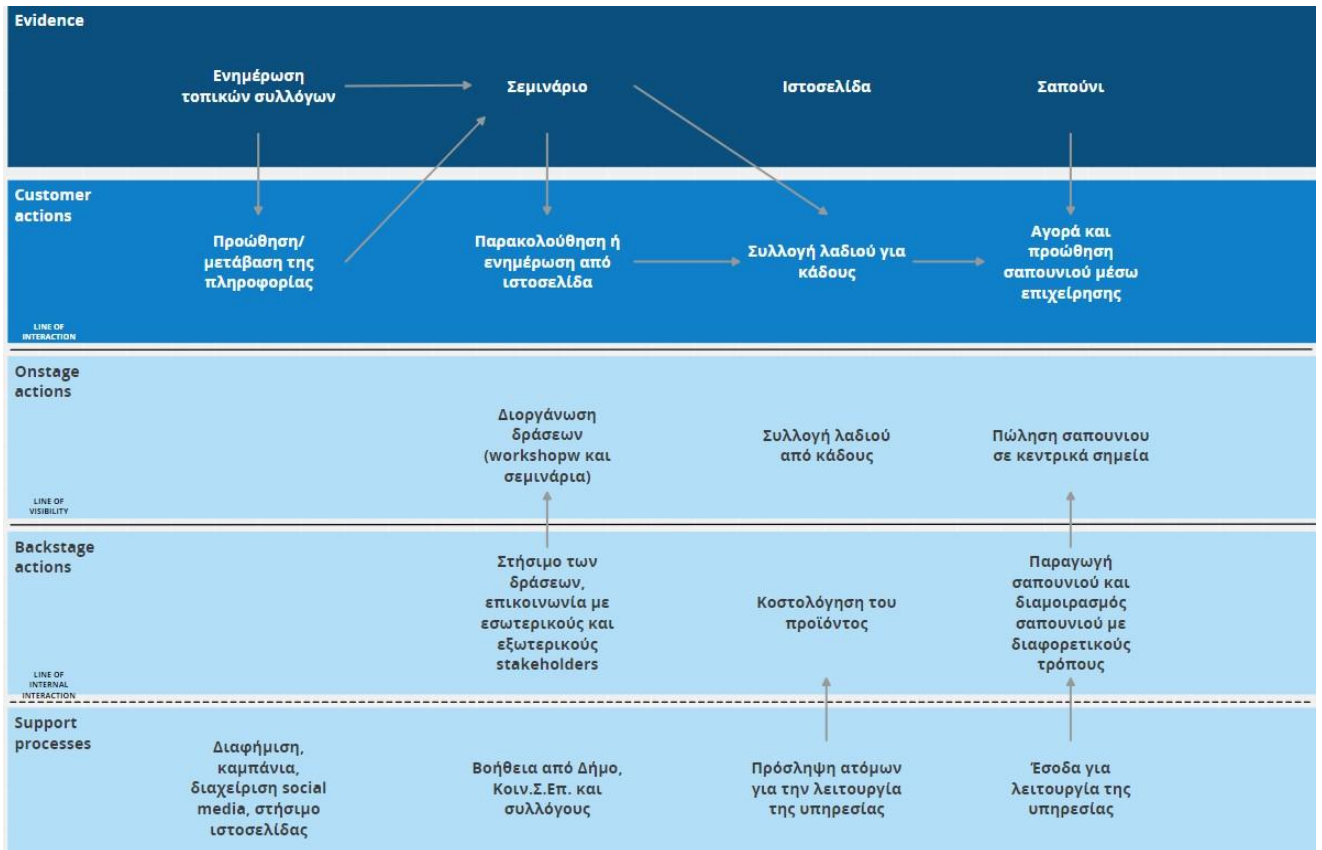 Evidence
Ενημέρωση
τοπικών συλλόγων
Σεμινάριο
Ιστοσελίδα
Σαπούνι
Customer
actions
Προώθηση/
μετάβαση της
πληροφορίας
Παρακολούθηση ή
ενημέρωση από
ιστοσελίδα
Συλλογή λαδιού για
κάδους
Αγορά και
προώθηση
σαπουνιού μέσω
επιχείρησης
LINE OF
INTERACTION
Onstage
actions
Διοργάνωση
δράσεων
(workshopω και
σεμινάρια)
Συλλογή λαδιού
από κάδους
Πώληση σαπουνιου
σε κεντρικά σημεία
LINE OF
VISIBILITY
Backstage
actions
Στήσιμο των
δράσεων,
επικοινωνία με
εσωτερικούς και
εξωτερικούς
stakeholders
Κοστολόγηση του
προϊόντος
Παραγωγή
σαπουνιού και
διαμοιρασμός
σαπουνιού με
διαφορετικούς
τρόπους
LINE OF
INTERNAL
INTERACTION
Support
processes
Διαφήμιση,
καμπάνια,
διαχείριση social
media, στήσιμο
ιστοσελίδας
Βοήθεια από Δήμο,
Κοιν.Σ.Επ. και
συλλόγους
Πρόσληψη ατόμων
για την λειτουργία
της υπηρεσίας
Έσοδα για
λειτουργία της
υπηρεσίας